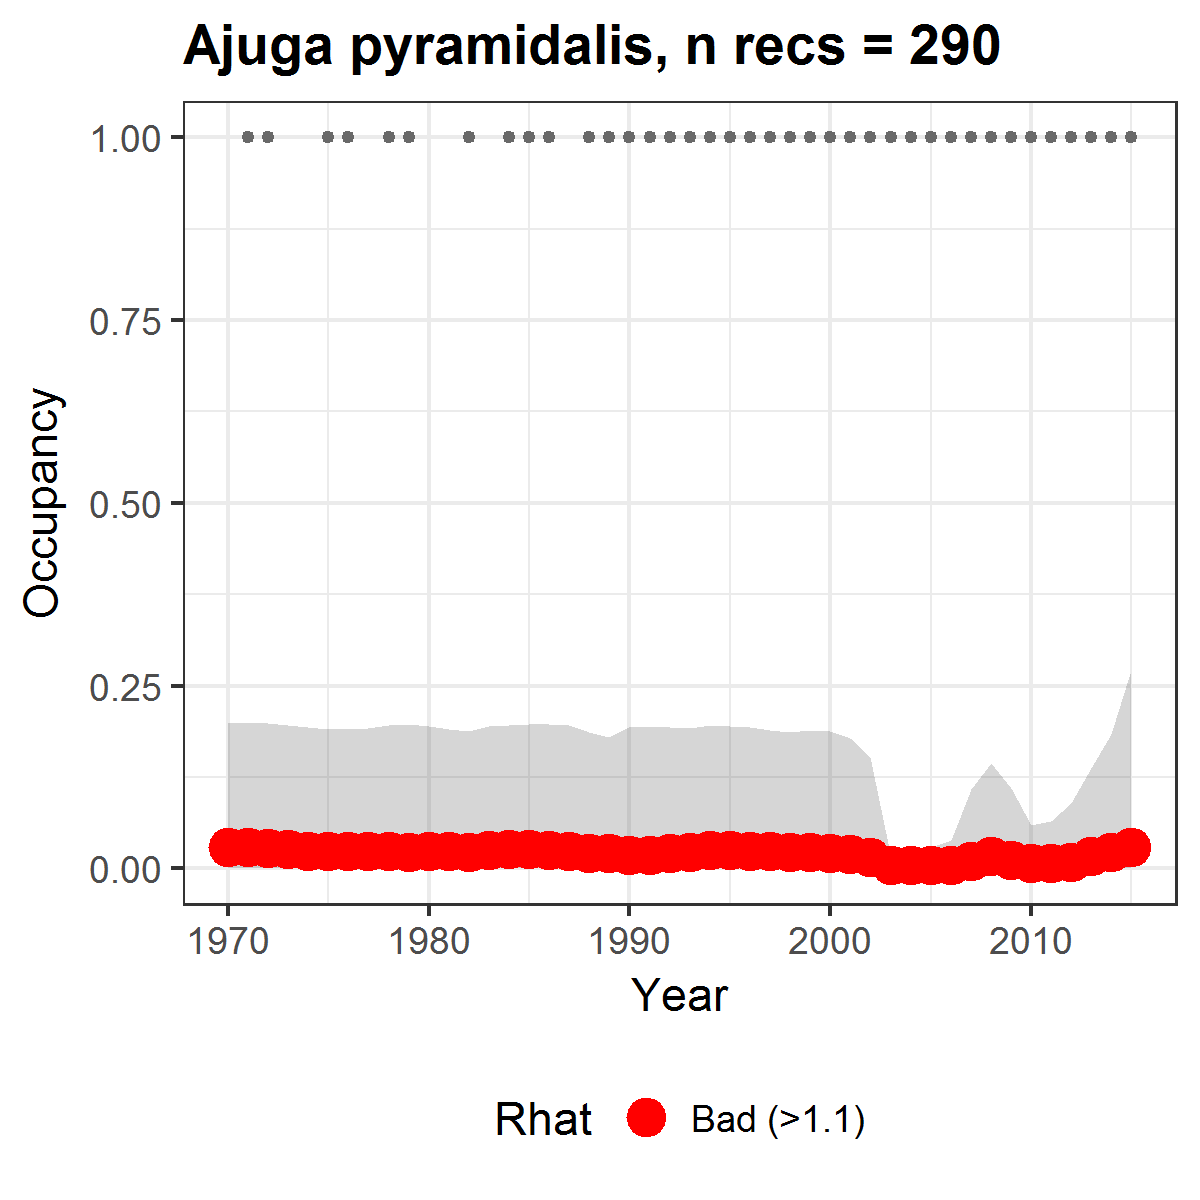 Ajuga pyramidalis, n recs = 290
1.00
0.75
0.50
0.25
0.00
Occupancy
1970 1980 1990 2000 2010
Year
Rhat Bad (>1.1)